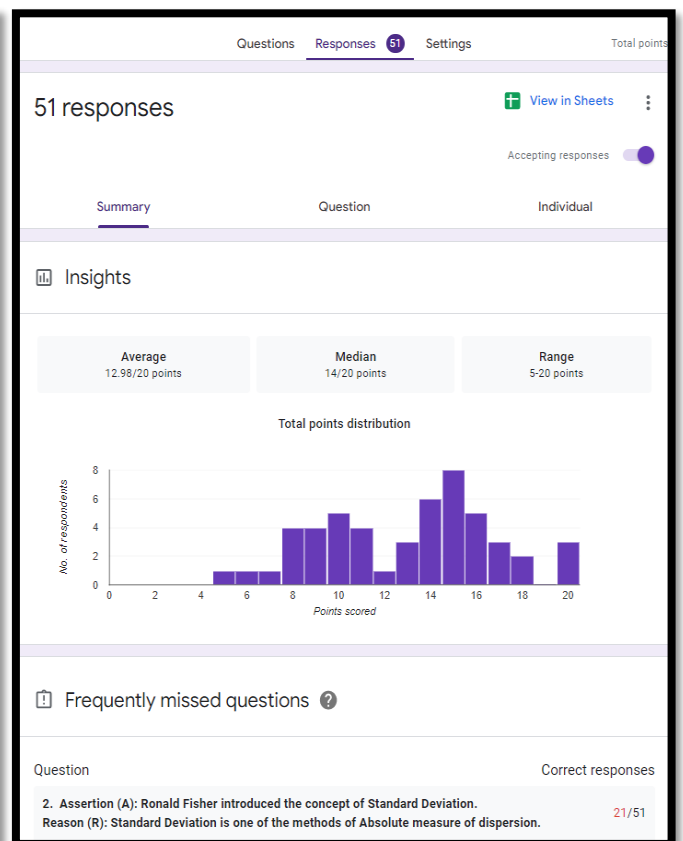 Questions Responses 51 Settings Total points
51 responses
View in Sheets
Accepting responses
Summary Question Individual
Insights
Average Median Range
12.98/20 points 14/20 points 5-20 points
Total points distribution
No. of respondents
8
6
4
2
0
0 2 4 6 8 10 12 14 16 18 20
Points scored
Frequently missed questions ?
Question Correct responses
2. Assertion (A): Ronald Fisher introduced the concept of Standard Deviation.
21/51
Reason (R): Standard Deviation is one of the methods of Absolute measure of dispersion.